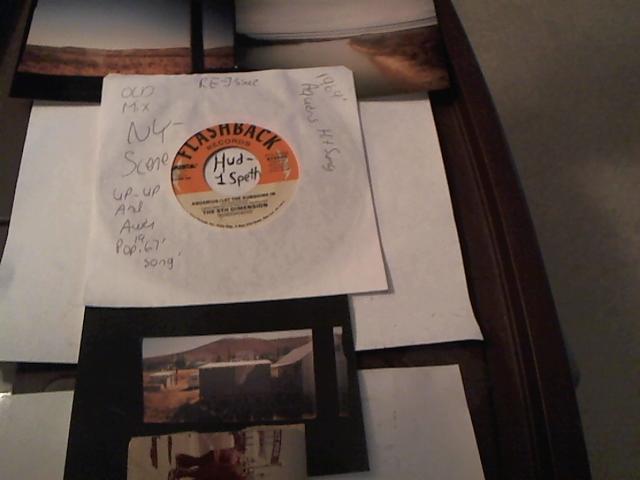 OLD
Mix
NY-
Scene
UP-UP
And
Away
Pop. 67'
song.
RE-Issue
1969'
Aquarius Hit Song
FLASHBACK
RECORDS
Hud-
1 Speth
AQUARIUS/LET THE SUNSHINE IN
THE 5TH DIMENSION